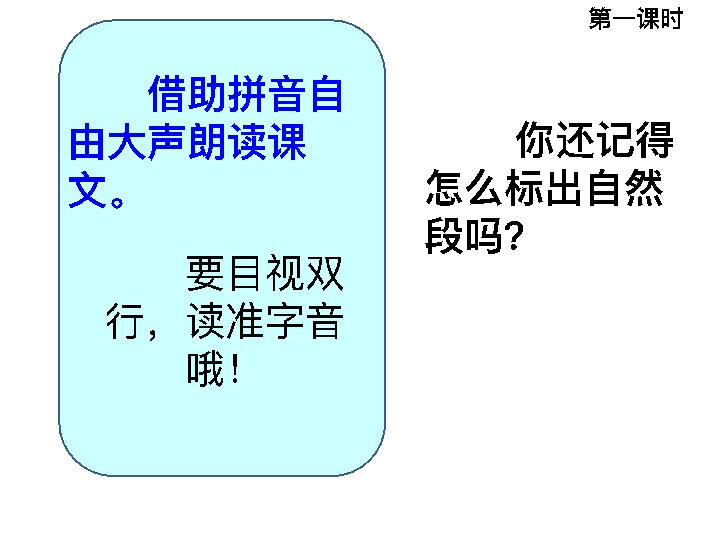 第一课时
借助拼音自
由大声朗读课
文。
要目视双
行，读准字音
哦！
你还记得
怎么标出自然
段吗？